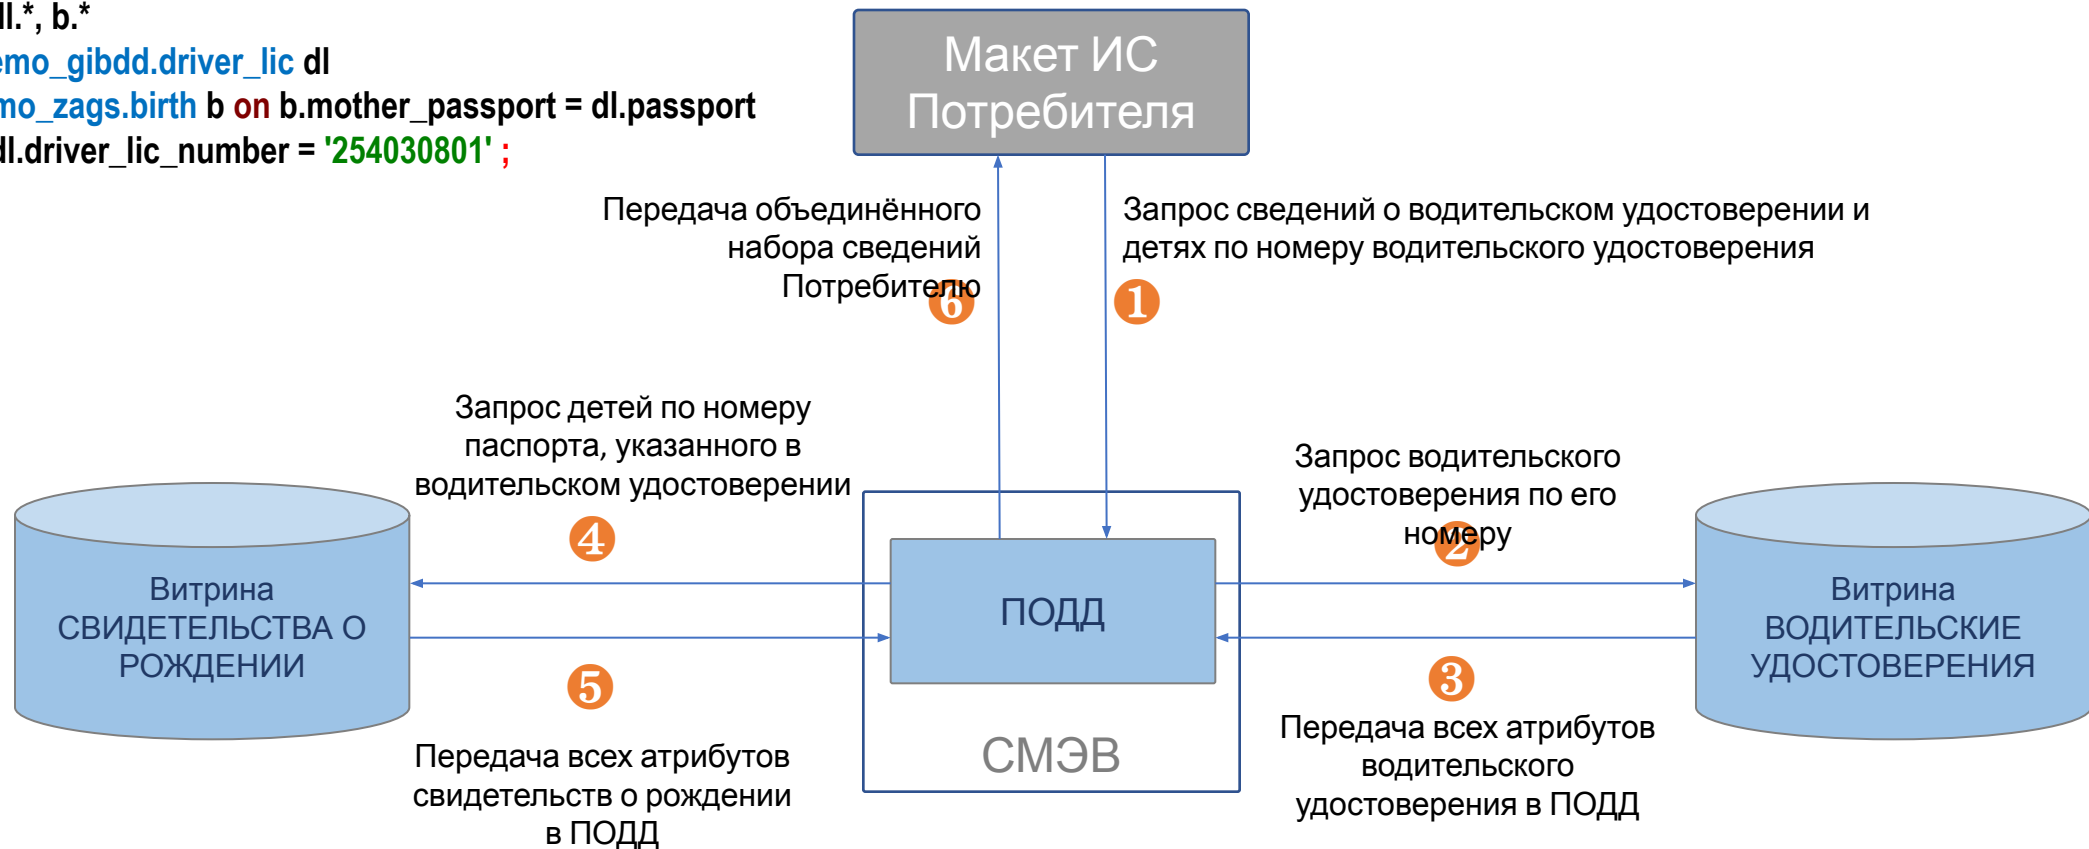 ll.*, b.*
emo_gibdd.driver_lic dl
mo_zags.birth b on b.mother_passport = dl.passport
dl.driver_lic_number = '254030801' ;
Макет ИС
Потребителя
Передача объединённого
набора сведений
Потребителю
6
Запрос сведений о водительском удостоверении и
детях по номеру водительского удостоверения
1
Запрос детей по номеру
паспорта, указанного в
водительском удостоверении
4
Запрос водительского
удостоверения по его
номеру
2
Витрина
СВИДЕТЕЛЬСТВА О
РОЖДЕНИИ
ПОДД
СМЭВ
Витрина
ВОДИТЕЛЬСКИЕ
УДОСТОВЕРЕНИЯ
5
Передача всех атрибутов
свидетельств о рождении
в ПОДД
3
Передача всех атрибутов
водительского
удостоверения в ПОДД